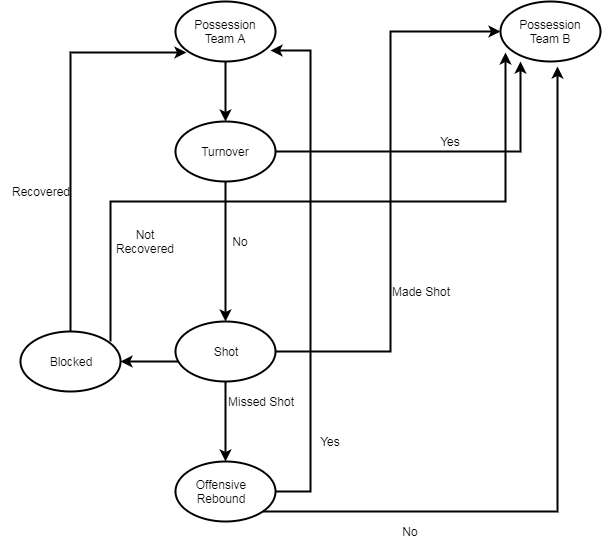 Possession
Team A
Possession
Team B
Turnover
Yes
Recovered
Not
Recovered
No
Made Shot
Blocked
Shot
Missed Shot
Yes
Offensive
Rebound
No